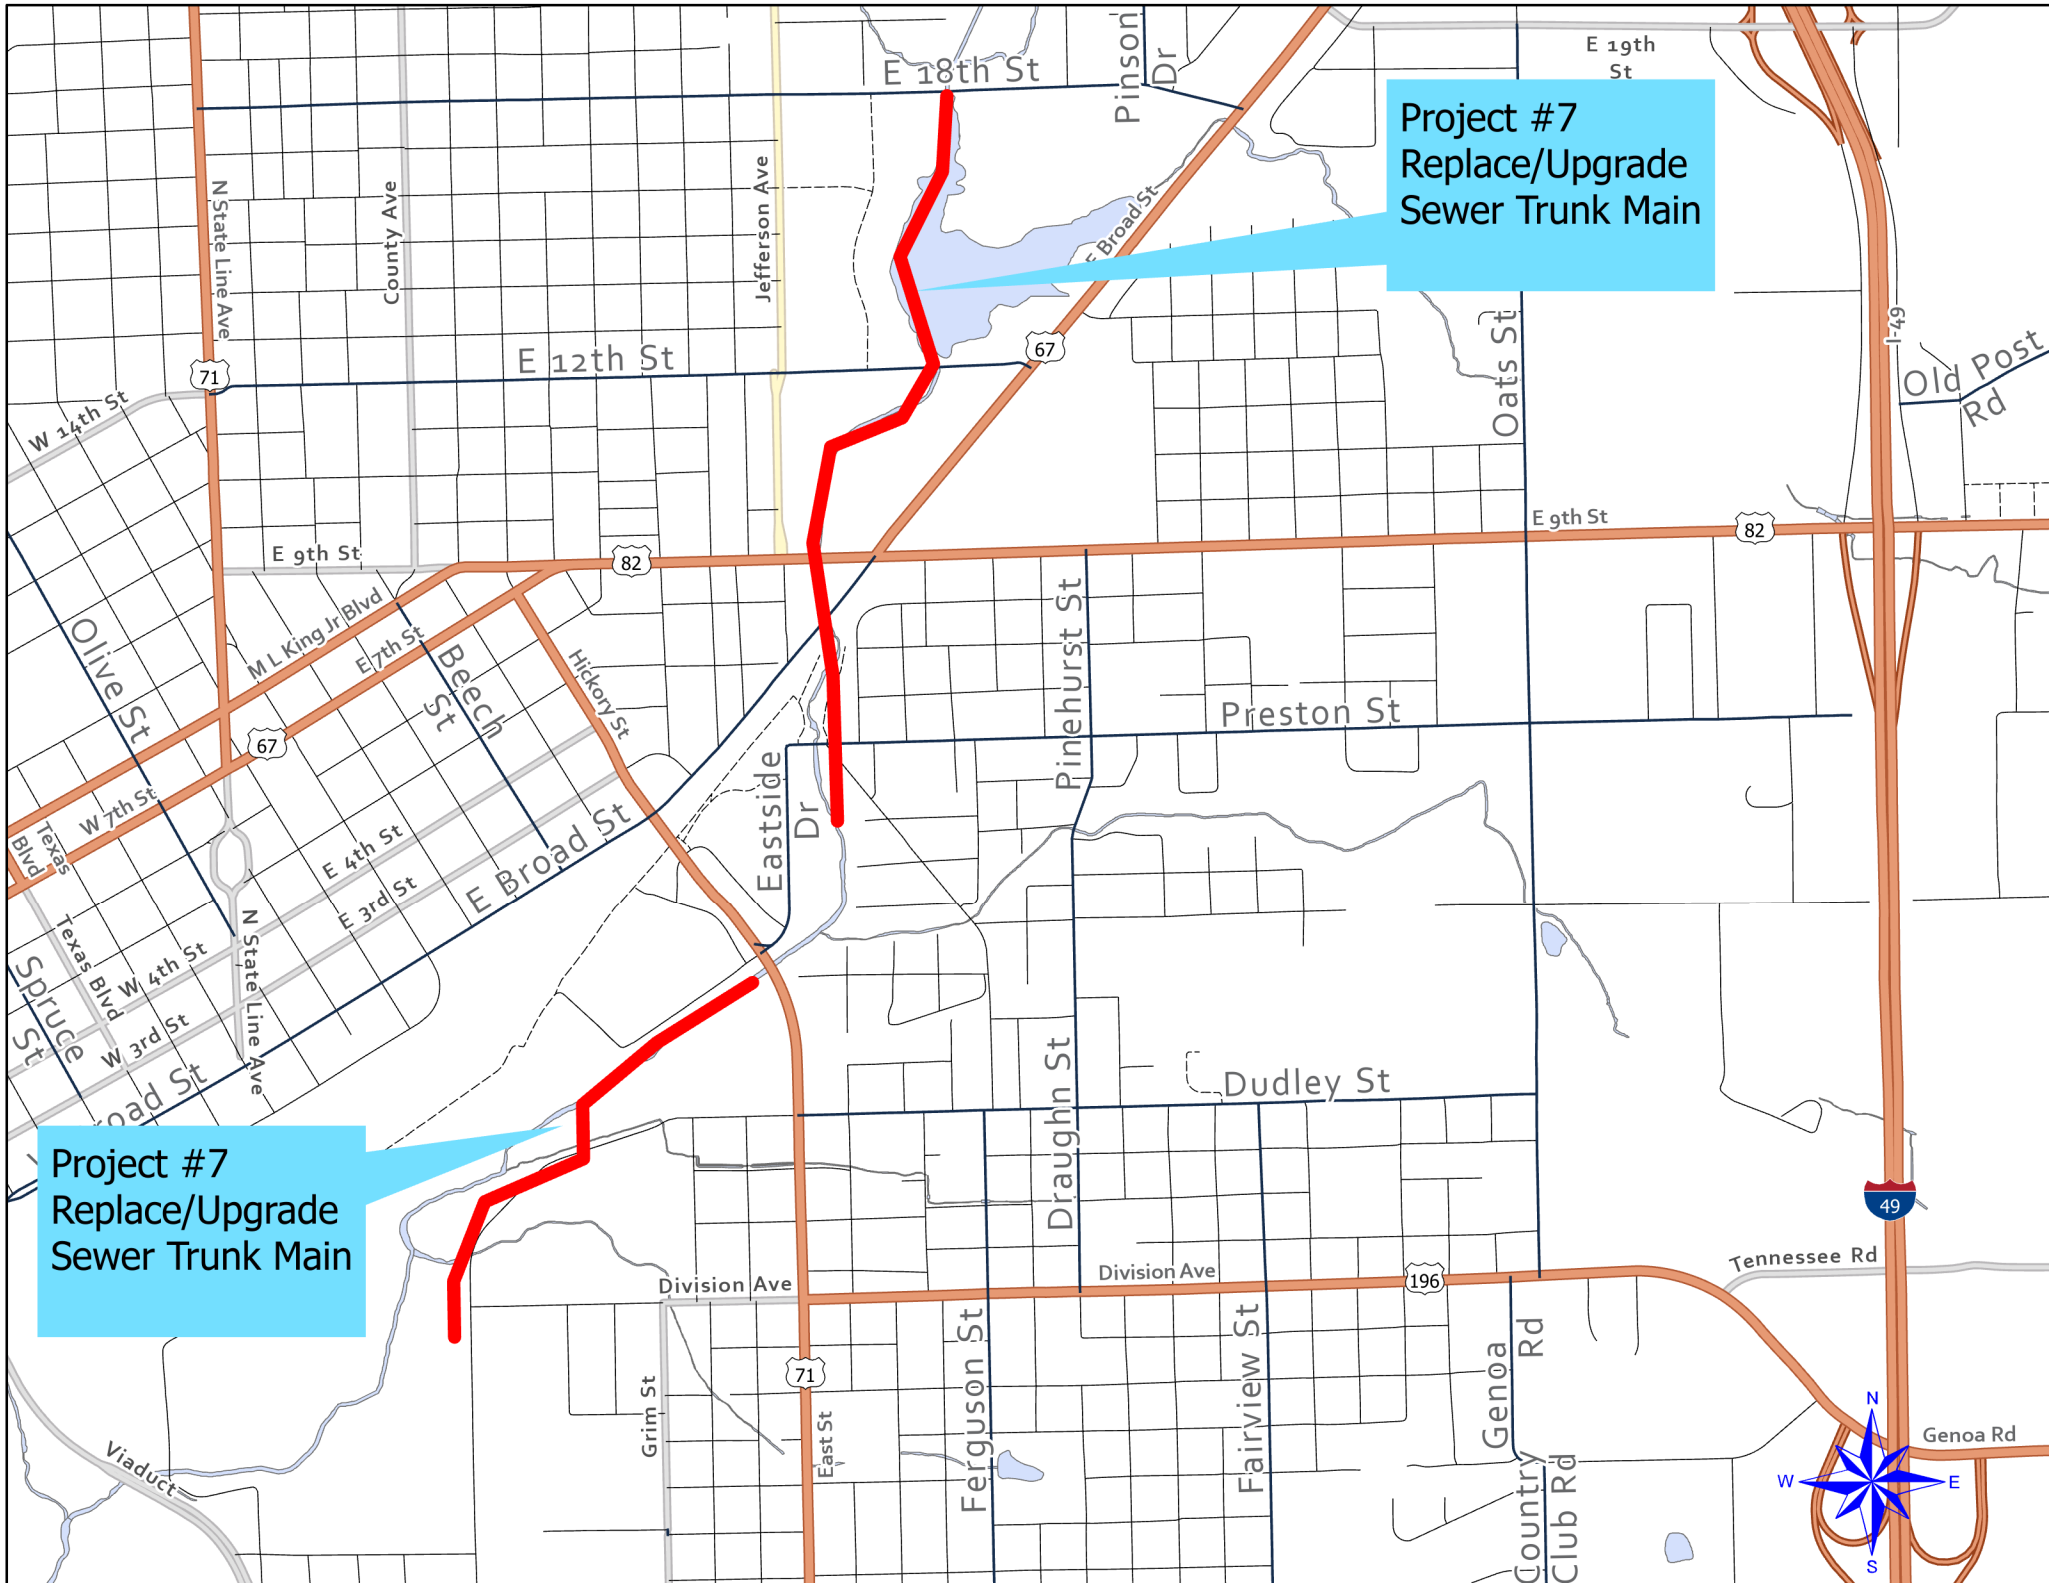 E 18th St
Pinson
Dr
E 19th
St
Project #7
Replace/Upgrade
Sewer Trunk Main
N State Line Ave
County Ave
Jefferson Ave
E Broad St
67
71
E 12th St
W 14th St
Oats St
I-49
Old Post
Rd
E 9th St
82
E 9th St
82
M L King Jr Blvd
E 7th St
Olive St
Beech
St
Hickory St
Pinehurst St
Preston St
67
W 7th St
Texas
Blvd
E 4th St
E 3rd St
E Broad St
Eastside
Dr
N State Line Ave
Texas Blvd
W 4th St
W 3rd St
Spruce
St
oad St
Draughn St
Dudley St
Project #7
Replace/Upgrade
Sewer Trunk Main
49
Division Ave
Division Ave
196
Tennessee Rd
71
Grim St
East St
Ferguson St
Fairview St
Genoa
Rd
Country
Club Rd
Viaduct
Genoa Rd
N
W
E
S